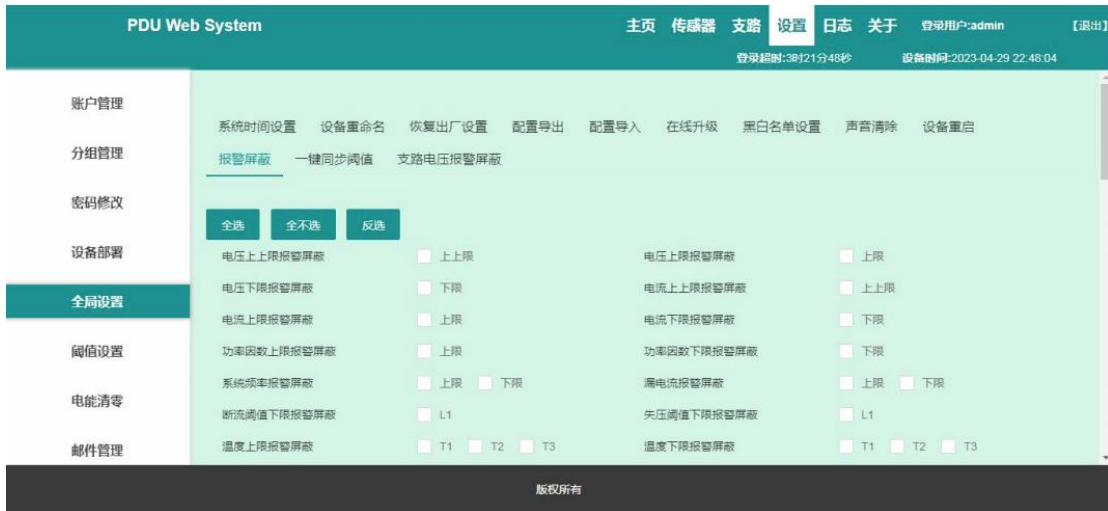 PDU Web System 主页 传感器 支路 设置 日志 关于 登录用户:admin 【退出】
登录超时:3时21分48秒 设备时间:2023-04-29 22:48:04
账户管理
分组管理
密码修改
设备部署
全局设置
阈值设置
电能清零
邮件管理
系统时间设置 设备重命名 恢复出厂设置 配置导出 配置导入 在线升级 黑白名单设置 声音清除 设备重启
报警屏蔽 一键同步阈值 支路电压报警屏蔽
全选 全不选 反选
电压上上限报警屏蔽 上上限 电压上限报警屏蔽 上限
电压下限报警屏蔽 下限 电流上上限报警屏蔽 上上限
电流上限报警屏蔽 上限 电流下限报警屏蔽 下限
功率因数上限报警屏蔽 上限 功率因数下限报警屏蔽 下限
系统频率报警屏蔽 上限 下限 漏电流报警屏蔽 上限 下限
断流阈值下限报警屏蔽 L1 失压阈值下限报警屏蔽 L1
温度上限报警屏蔽 T1 T2 T3 温度下限报警屏蔽 T1 T2 T3
版权所有